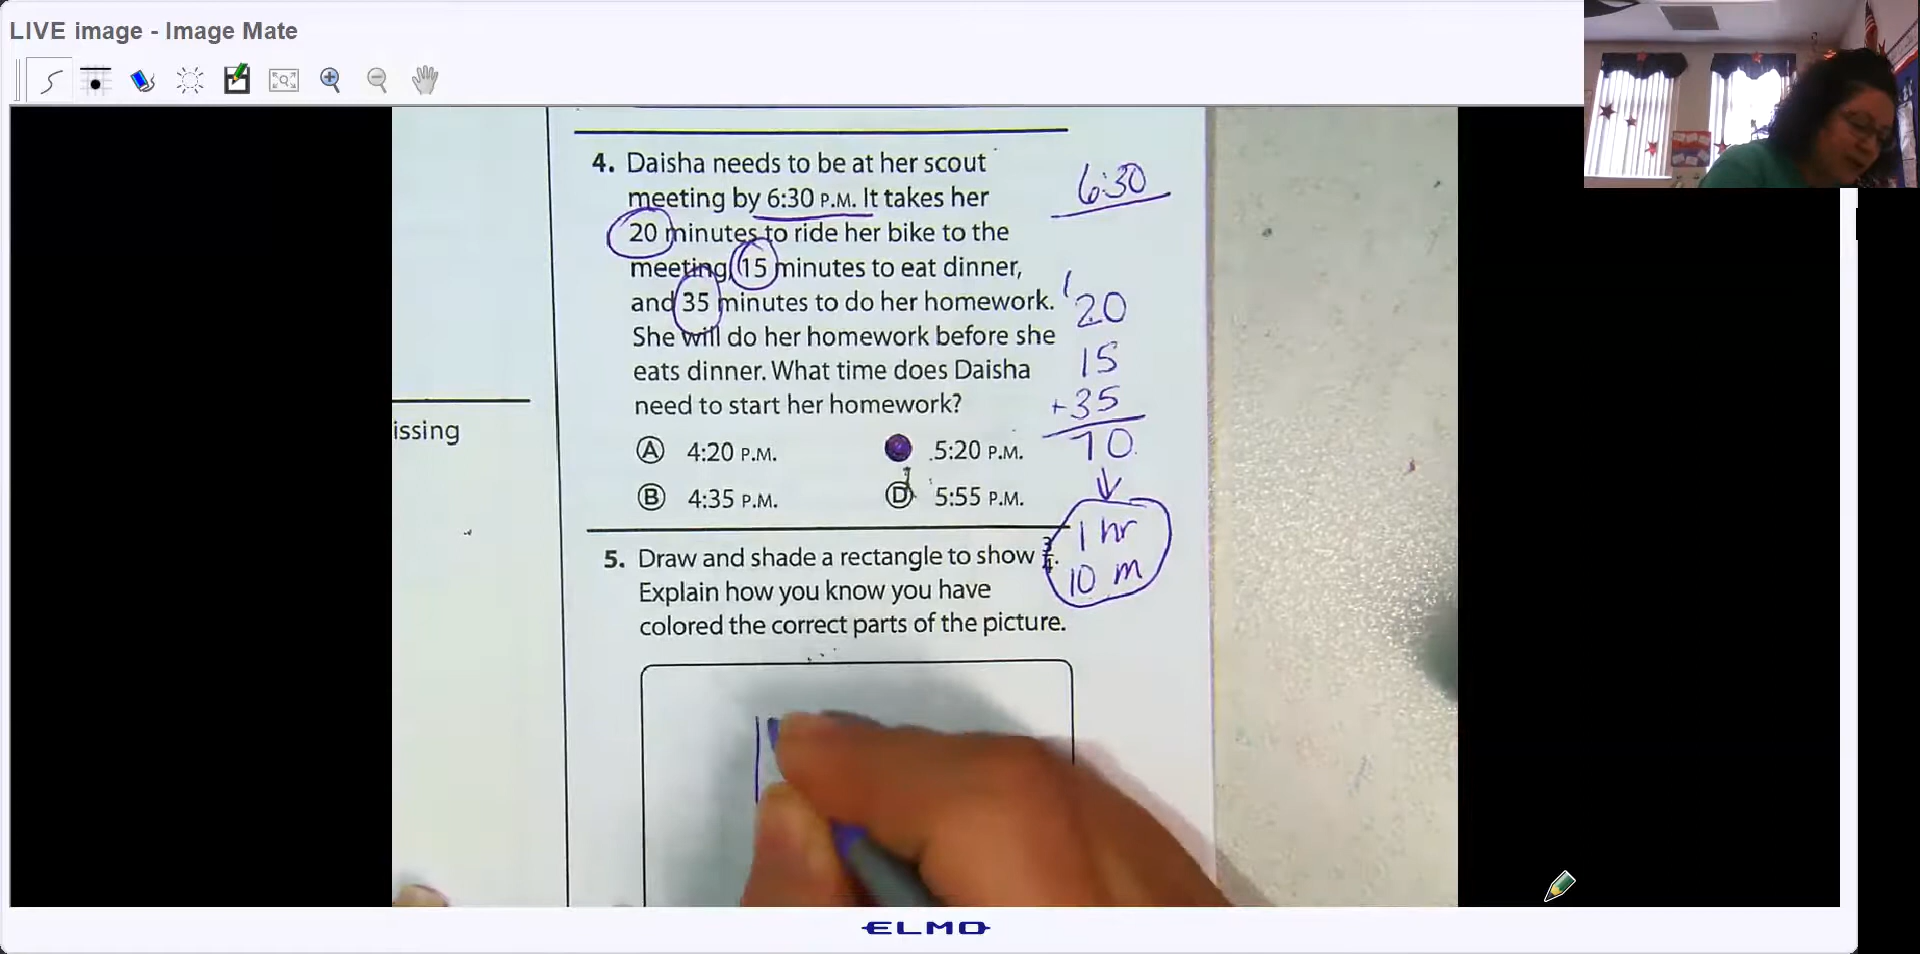 LIVE image - Image Mate
4. Daisha needs to be at her scout
meeting by 6:30 P.M. It takes her
20 minutes to ride her bike to the
meeting, 15 minutes to eat dinner,
and 35 minutes to do her homework.
She will do her homework before she
eats dinner. What time does Daisha
need to start her homework?
A 4:20 P.M.
5:20 P.M.
B 4:35 P.M.
D 5:55 P.M.
6:30
1
20
15
+35
70
1 hr
10 m
issing
5. Draw and shade a rectangle to show 3/4.
Explain how you know you have
colored the correct parts of the picture.
ELMO